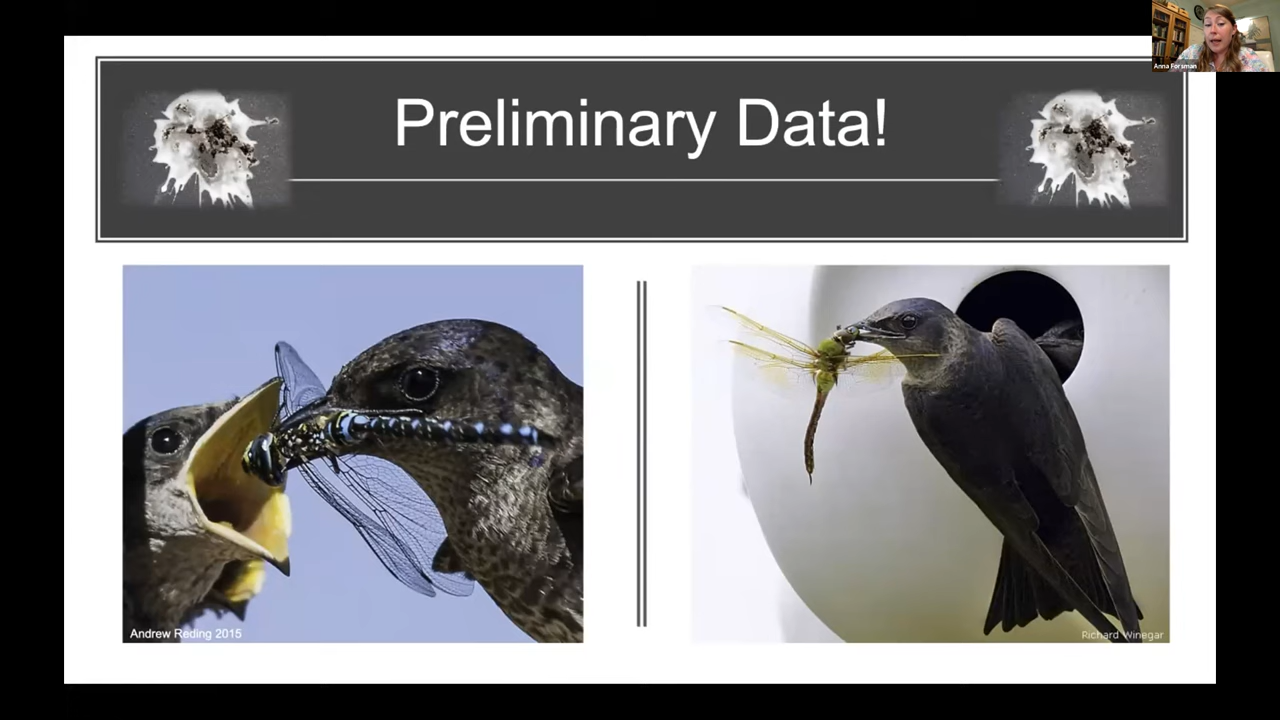 Anna Forsman
Preliminary Data!
Andrew Reding 2015
Richard Winegar